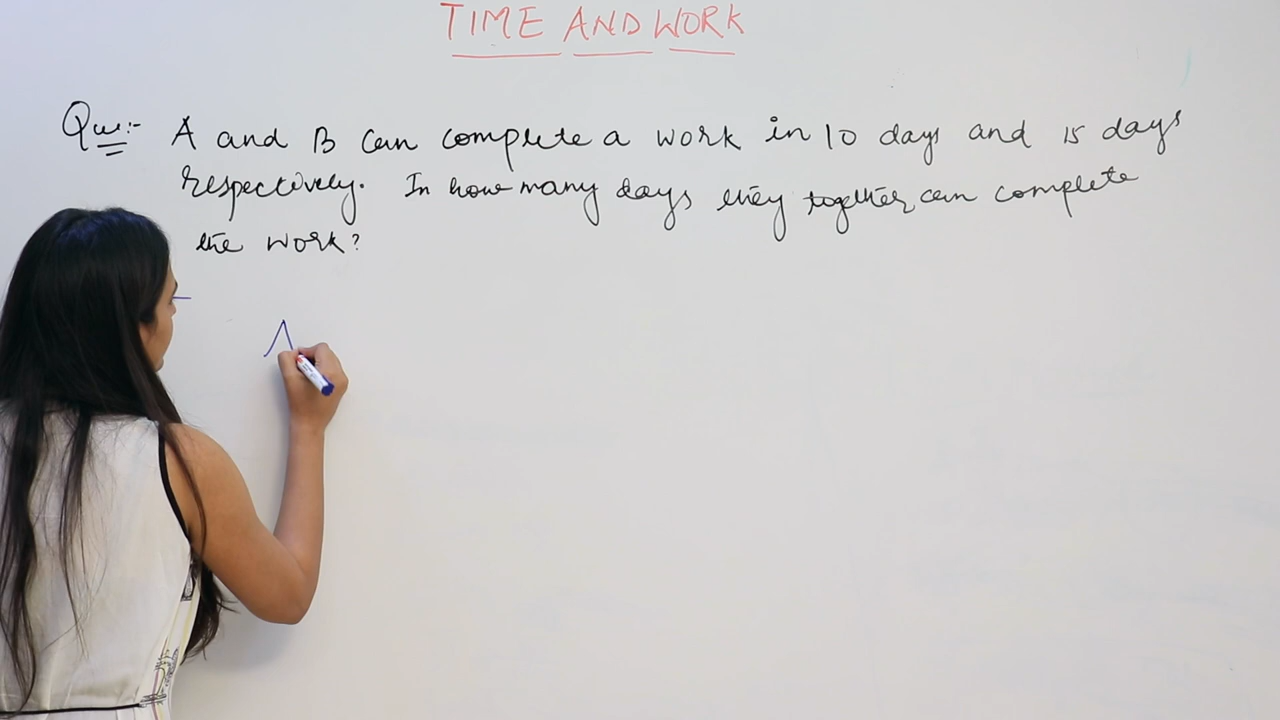 TIME AND WORK
Que:- A and B can complete a work in 10 days and 15 days
respectively. In how many days they together can complete
the work?